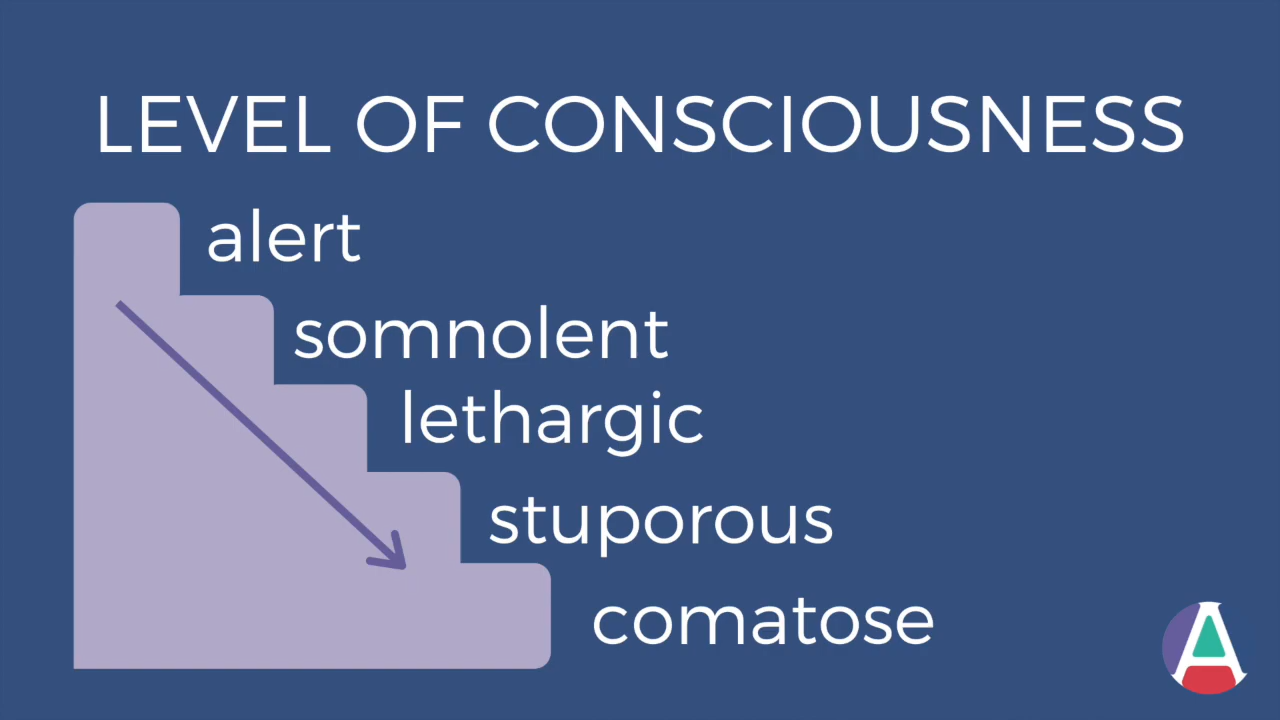 LEVEL OF CONSCIOUSNESS
alert
somnolent
lethargic
stuporous
comatose
A